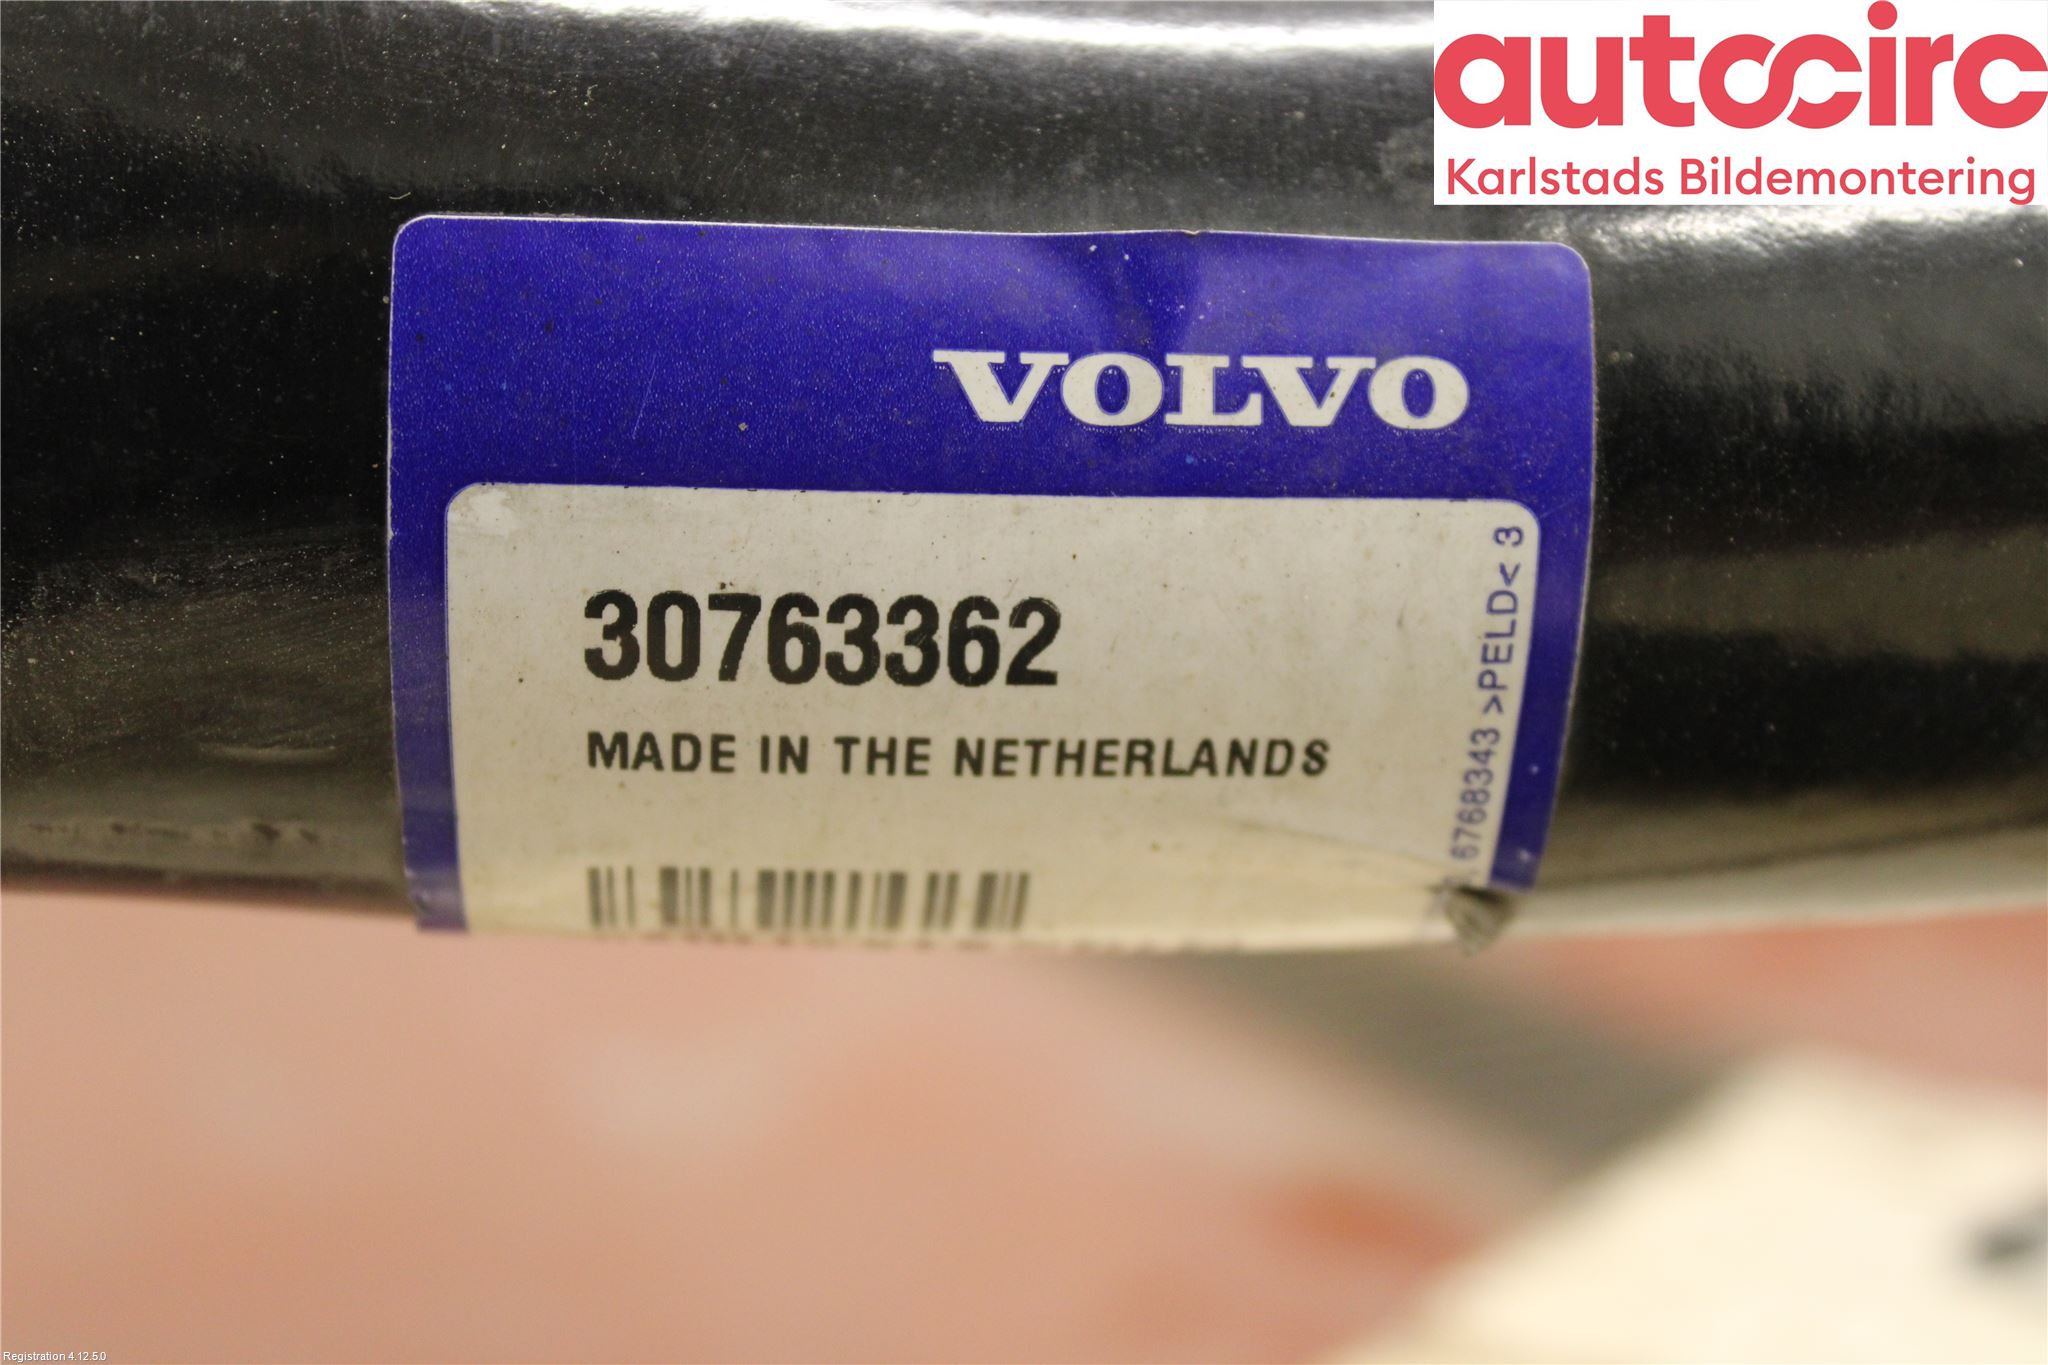 autocirc
Karlstads Bildemontering
VOLVO
30763362
MADE IN THE NETHERLANDS
6768343 >PELD< 3
Registration 4.12.5.0